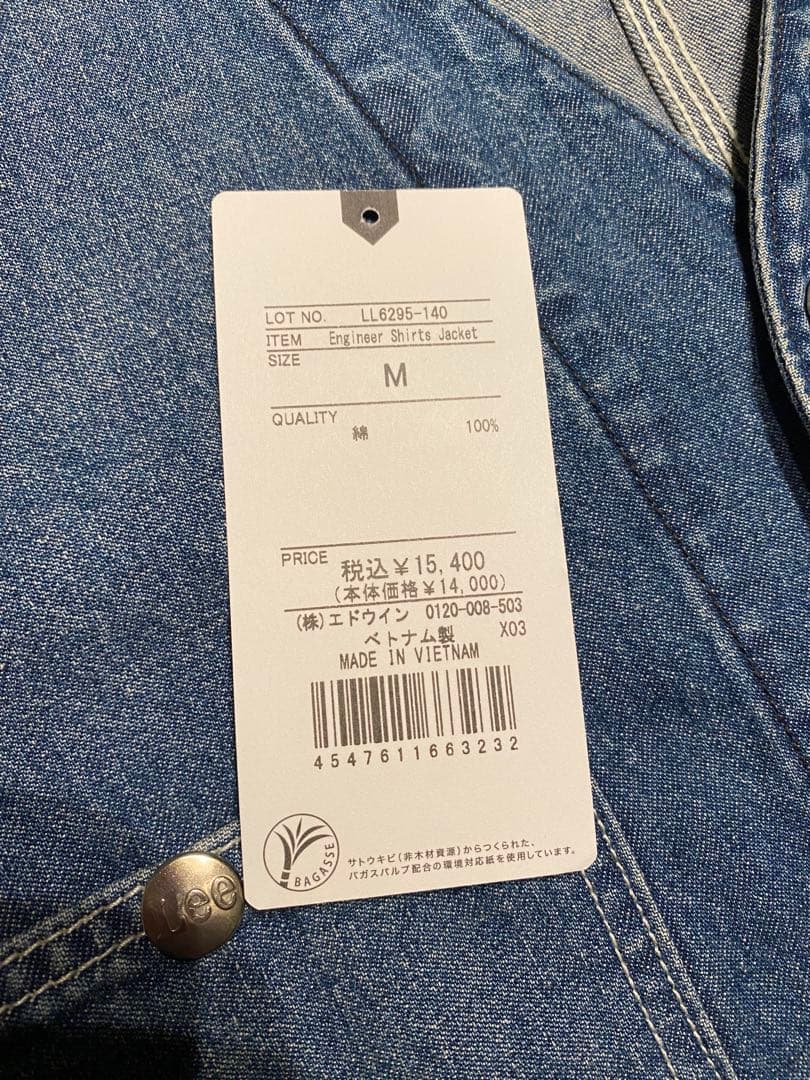 LOT NO. LL6295-140
ITEM Engineer Shirts Jacket
SIZE
M
QUALITY
綿 100%
PRICE 税込¥15,400
(本体価格¥14,000)
(株)エドウイン 0120-008-503
ベトナム製 X03
MADE IN VIETNAM
4547611663232
BAGASSE
サトウキビ(非木材資源)からつくられた、
バガスパルプ配合の環境対応紙を使用しています。
Lee